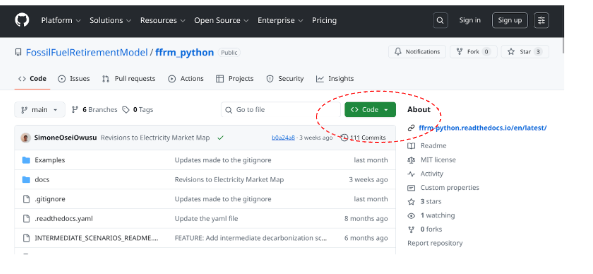 Platform Solutions Resources Open Source Enterprise Pricing Sign in Sign up
FossilFuelRetirementModel / ffrm_python Public Notifications Fork 0 Star 3
Code Issues Pull requests Actions Projects Security Insights
main 6 Branches 0 Tags Go to file Code About
SimoneOseiOwusu Revisions to Electricity Market Map b0a24a8 · 3 weeks ago 111 Commits
ffrm-python.readthedocs.io/en/latest/
Examples Updates made to the gitignore last month
docs Revisions to Electricity Market Map 3 weeks ago
.gitignore Updates made to the gitignore last month
.readthedocs.yaml Update the yaml file 8 months ago
INTERMEDIATE_SCENARIOS_README.... FEATURE: Add intermediate decarbonization sc... 6 months ago
Readme
MIT license
Activity
Custom properties
3 stars
1 watching
0 forks
Report repository